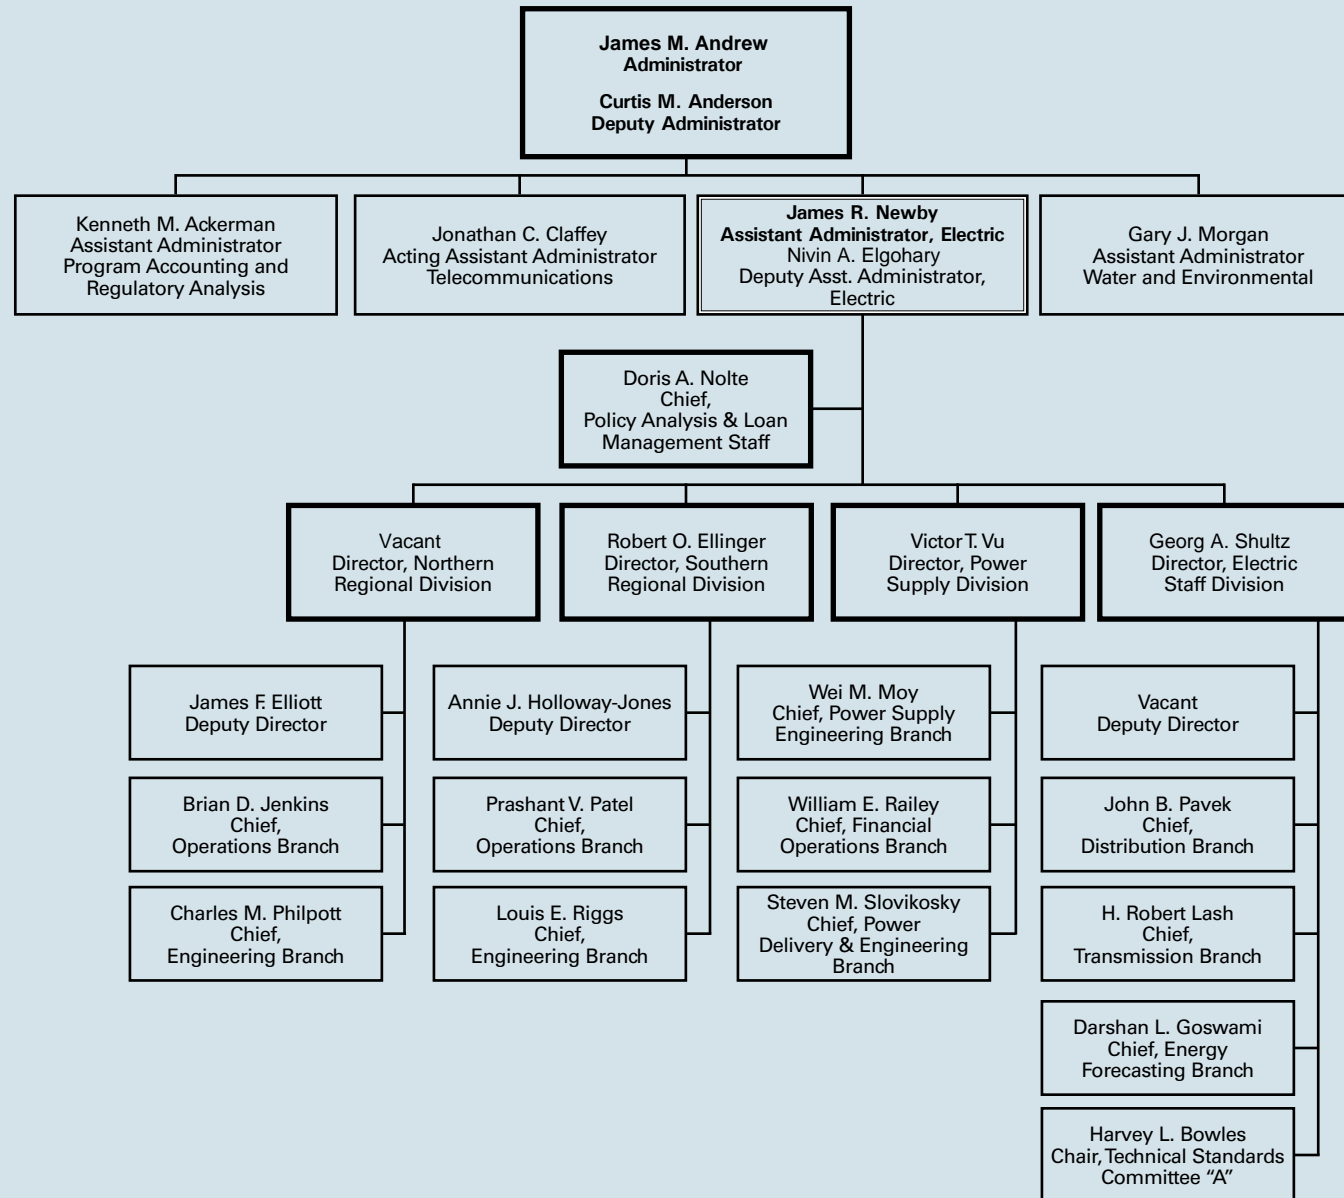 James M. Andrew
Administrator
Curtis M. Anderson
Deputy Administrator
Kenneth M. Ackerman
Assistant Administrator
Program Accounting and
Regulatory Analysis
Jonathan C. Claffey
Acting Assistant Administrator
Telecommunications
James R. Newby
Assistant Administrator, Electric
Nivin A. Elgohary
Deputy Asst. Administrator,
Electric
Gary J. Morgan
Assistant Administrator
Water and Environmental
Doris A. Nolte
Chief,
Policy Analysis & Loan
Management Staff
Vacant
Director, Northern
Regional Division
Robert O. Ellinger
Director, Southern
Regional Division
Victor T. Vu
Director, Power
Supply Division
Georg A. Shultz
Director, Electric
Staff Division
James F. Elliott
Deputy Director
Annie J. Holloway-Jones
Deputy Director
Wei M. Moy
Chief, Power Supply
Engineering Branch
Vacant
Deputy Director
Brian D. Jenkins
Chief,
Operations Branch
Prashant V. Patel
Chief,
Operations Branch
William E. Railey
Chief, Financial
Operations Branch
John B. Pavek
Chief,
Distribution Branch
Charles M. Philpott
Chief,
Engineering Branch
Louis E. Riggs
Chief,
Engineering Branch
Steven M. Slovikosky
Chief, Power
Delivery & Engineering
Branch
H. Robert Lash
Chief,
Transmission Branch
Darshan L. Goswami
Chief, Energy
Forecasting Branch
Harvey L. Bowles
Chair, Technical Standards
Committee “A”